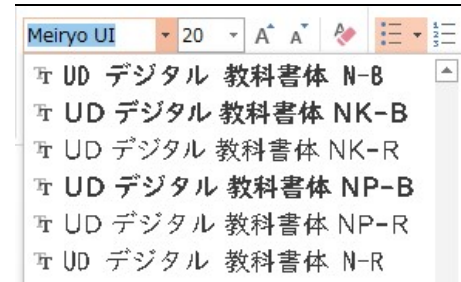 Meiryo UI 20 A A
UD デジタル 教科書体 N-B
UD デジタル 教科書体 NK-B
UD デジタル 教科書体 NK-R
UD デジタル 教科書体 NP-B
UD デジタル 教科書体 NP-R
UD デジタル 教科書体 N-R